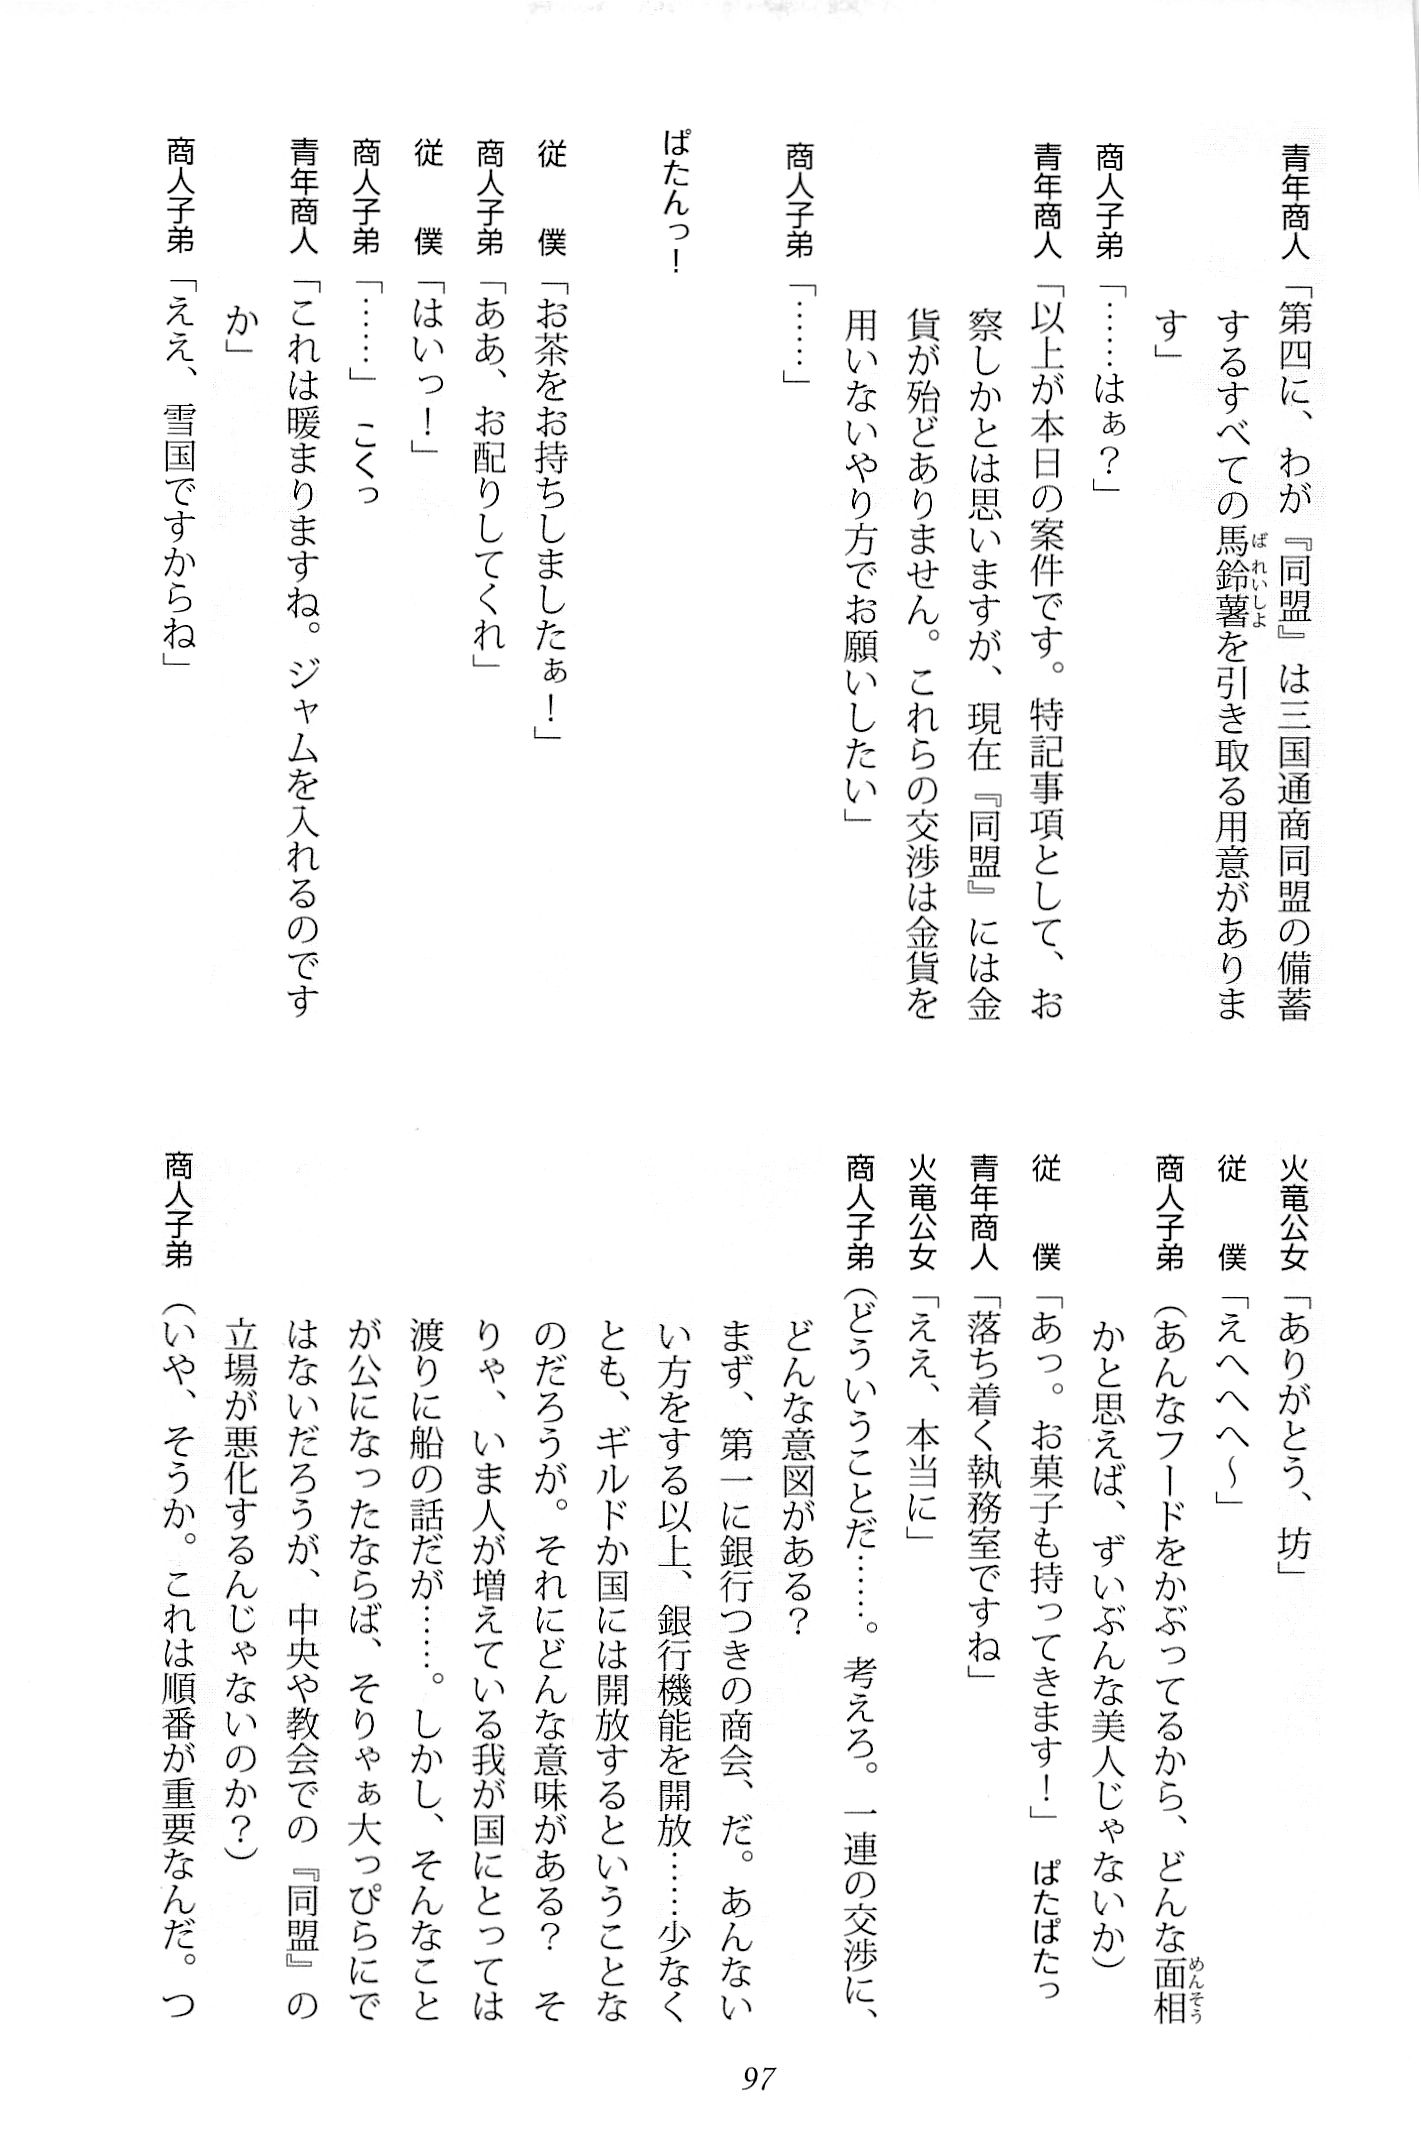 青年商人「第四に、わが『同盟』は三国通商同盟の備蓄
するすべての馬鈴薯を引き取る用意がありま
す」
商人子弟「……はぁ？」
青年商人「以上が本日の案件です。特記事項として、お
察しかとは思いますが、現在『同盟』には金
貨が殆どありません。これらの交渉は金貨を
用いないやり方でお願いしたい」
商人子弟「……」
ぱたんっ！
従　　僕「お茶をお持ちしましたぁ！」
商人子弟「ああ、お配りしてくれ」
従　　僕「はいっ！」
商人子弟「……」　こくっ
青年商人「これは暖まりますね。ジャムを入れるのです
か」
商人子弟「ええ、雪国ですからね」
火竜公女「ありがとう、坊」
従　　僕「えへへへ～」
商人子弟（あんなフードをかぶってるから、どんな面相
かと思えば、ずいぶんな美人じゃないか）
従　　僕「あっ。お菓子も持ってきます！」　ぱたぱたっ
青年商人「落ち着く執務室ですね」
火竜公女「ええ、本当に」
商人子弟（どういうことだ……。考えろ。一連の交渉に、
どんな意図がある？
まず、第一に銀行つきの商会、だ。あんない
い方をする以上、銀行機能を開放……少なく
とも、ギルドか国には開放するということな
のだろうが。それにどんな意味がある？　そ
りゃ、いま人が増えている我が国にとっては
渡りに船の話だが……。しかし、そんなこと
が公になったならば、そりゃぁ大っぴらにで
はないだろうが、中央や教会での『同盟』の
立場が悪化するんじゃないのか？）
商人子弟（いや、そうか。これは順番が重要なんだ。つ
97